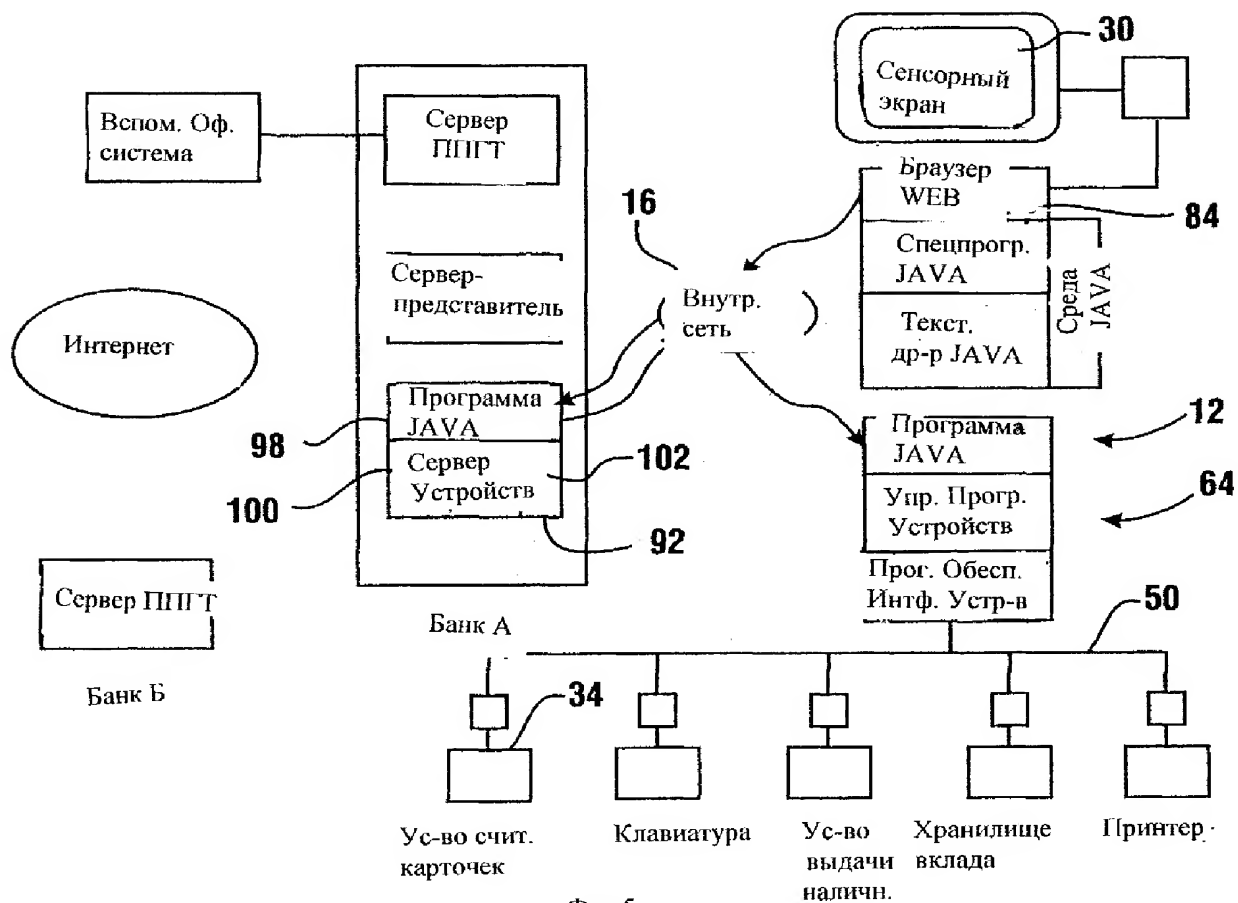 30
Сенсорный
экран
Вспом. Оф.
система
Сервер
ППГТ
Браузер
WEB
84
16
Спецпрогр.
JAVA
Сервер-
представитель
Внутр.
сеть
Текст.
др-р JAVA
Среда
JAVA
Интернет
Программа
JAVA
98
Программа
JAVA
12
Сервер
Устройств
102
100
Упр. Прогр.
Устройств
64
92
Прог. Обесп.
Интф. Устр-в
Сервер ППГТ
Банк А
50
Банк Б
34
Ус-во счит.
карточек
Клавиатура
Ус-во
выдачи
наличн.
Хранилище
вклада
Принтер